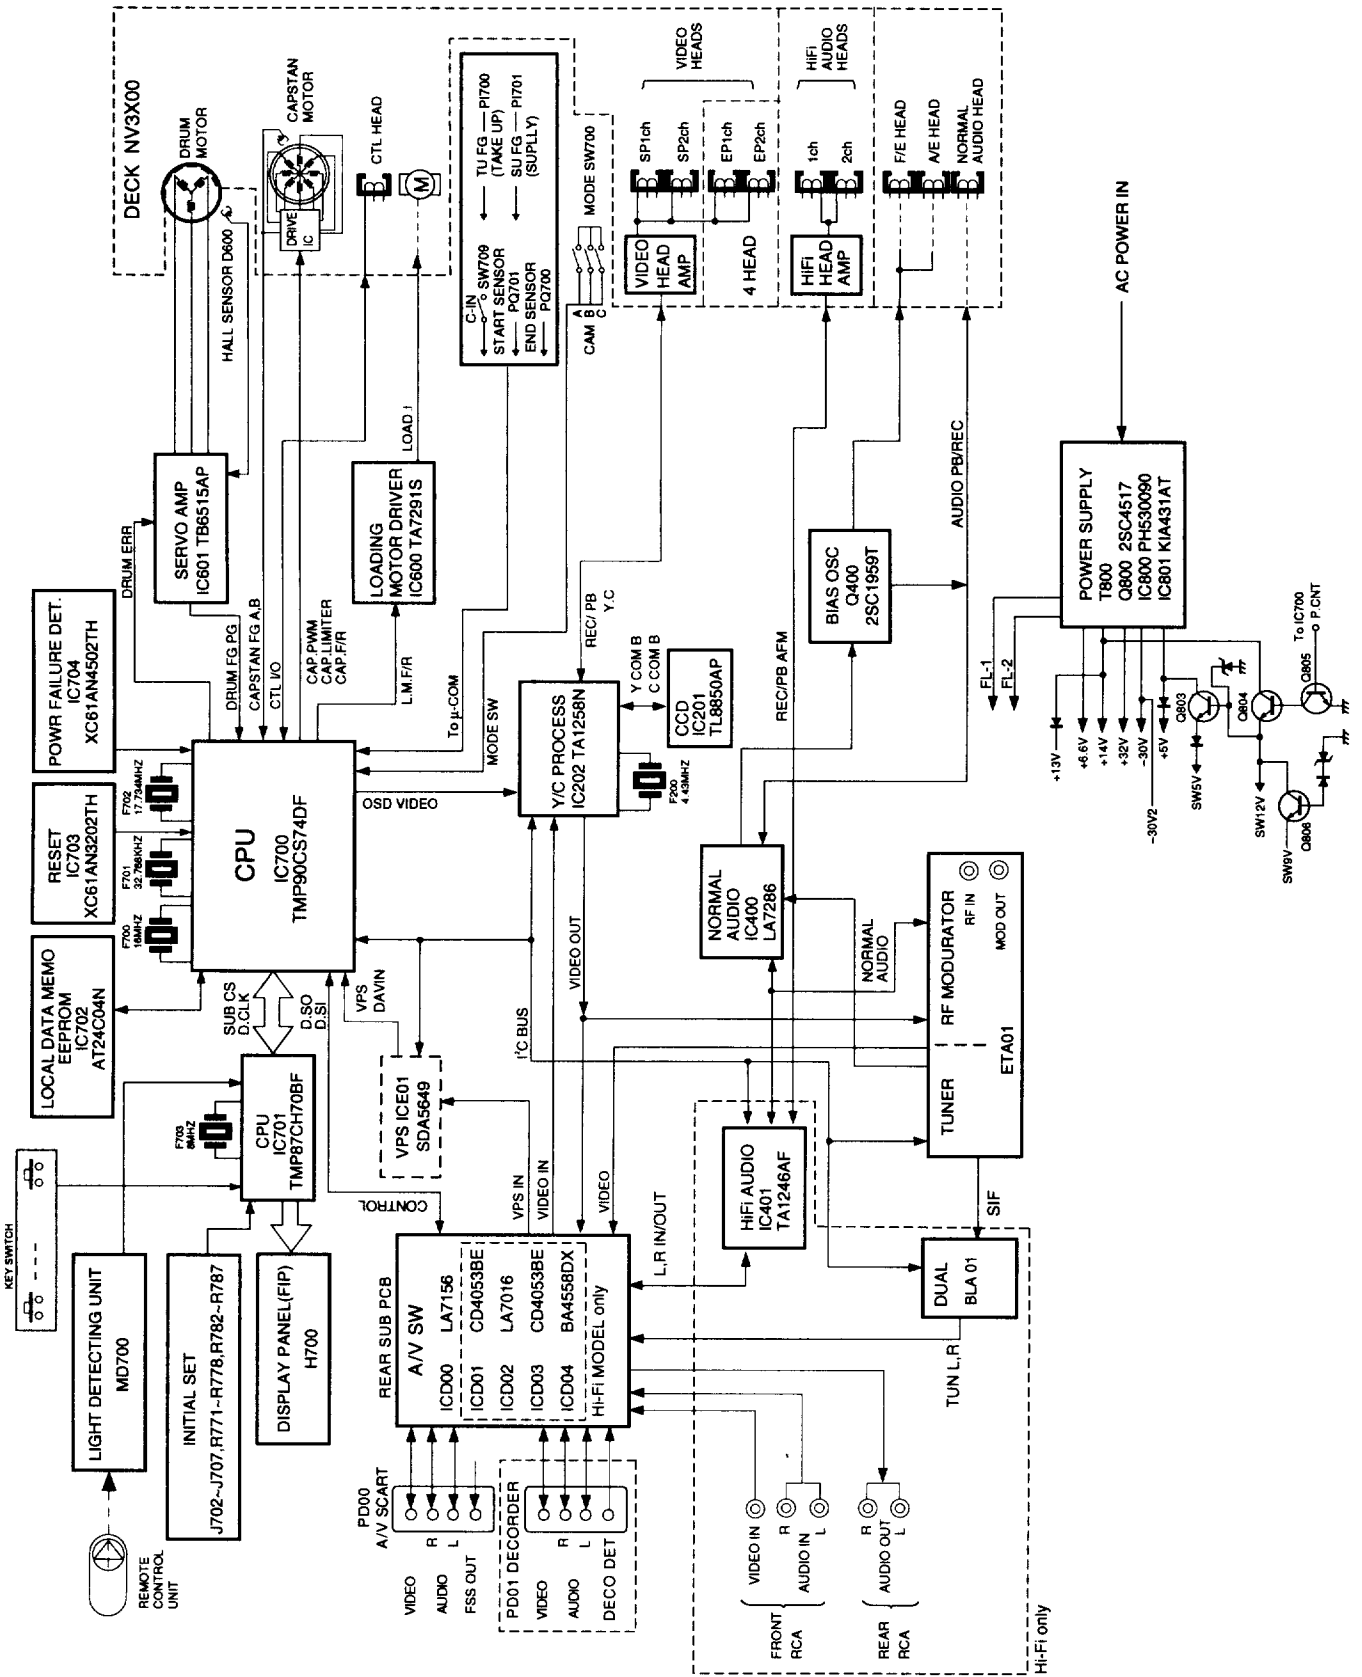 KEY SWITCH
REMOTE
CONTROL
UNIT
LIGHT DETECTING UNIT
MD700
INITIAL SET
J702~J707,R771~R778,R782~R787
DISPLAY PANEL(FIP)
H700
LOCAL DATA MEMO
EEPROM
IC702
AT24C04N
RESET
IC703
XC61AN3202TH
POWR FAILURE DET.
IC704
XC61AN4502TH
F703
8MHZ
CPU
IC701
TMP87CH70BF
SUB CS
D.CLK
D.SO
D.SI
F700
16MHZ
F701
32.768KHZ
F702
17.734MHZ
CPU
IC700
TMP90CS74DF
DRUM ERR
SERVO AMP
IC601 TB6515AP
DRUM FG PG
CAPSTAN FG A,B
CTL I/O
CAP.PWM
CAP.LIMITER
CAP.F/R
L.M.F/R
LOADING
MOTOR DRIVER
IC600 TA7291S
LOAD.!
HALL SENSOR D600
DECK NV3X00
DRUM
MOTOR
CAPSTAN
MOTOR
DRIVE
IC
CTL HEAD
M
C-IN
SW709
START SENSOR
PQ701
END SENSOR
PQ700
TU FG
PI700
(TAKE UP)
SU FG
PI701
(SUPLLY)
To µ-COM
MODE SW
A
CAM B
C
MODE SW700
OSD VIDEO
VPS
DAVIN
CONTROL
VPS ICE01
SDA5649
I²C BUS
VPS IN
VIDEO IN
VIDEO
VIDEO OUT
Y/C PROCESS
IC202 TA1258N
REC/ PB
Y.C
F200
4.43MHZ
Y COM B
C COM B
CCD
IC201
TL8850AP
VIDEO
HEAD
AMP
4 HEAD
SP1ch
SP2ch
EP1ch
EP2ch
VIDEO
HEADS
HiFi
HEAD
AMP
1ch
2ch
HiFi
AUDIO
HEADS
F/E HEAD
A/E HEAD
NORMAL
AUDIO HEAD
REC/PB AFM
BIAS OSC
Q400
2SC1959T
AUDIO PB/REC
NORMAL
AUDIO
IC400
LA7286
NORMAL
AUDIO
REAR SUB PCB
A/V SW
ICD00 LA7156
ICD01 CD4053BE
ICD02 LA7016
ICD03 CD4053BE
ICD04 BA4558DX
Hi-Fi MODEL only
PD00
A/V SCART
VIDEO
AUDIO
R
L
FSS OUT
PD01 DECORDER
VIDEO
AUDIO
R
L
DECO DET
L,R IN/OUT
HiFi AUDIO
IC401
TA1246AF
TUNER
RF MODURATOR
ETA01
RF IN
MOD OUT
SIF
DUAL
BLA 01
TUN L,R
VIDEO IN
AUDIO IN
R
L
FRONT
RCA
AUDIO OUT
R
L
REAR
RCA
Hi-Fi only
AC POWER IN
POWER SUPPLY
T800
Q800 2SC4517
IC800 PH530090
IC801 KIA431AT
FL-1
FL-2
+13V
+6.6V
+14V
+32V
-30V
+5V
-30V2
SW5V
Q803
Q804
SW12V
SW9V
Q806
Q805
To IC700
P.CNT